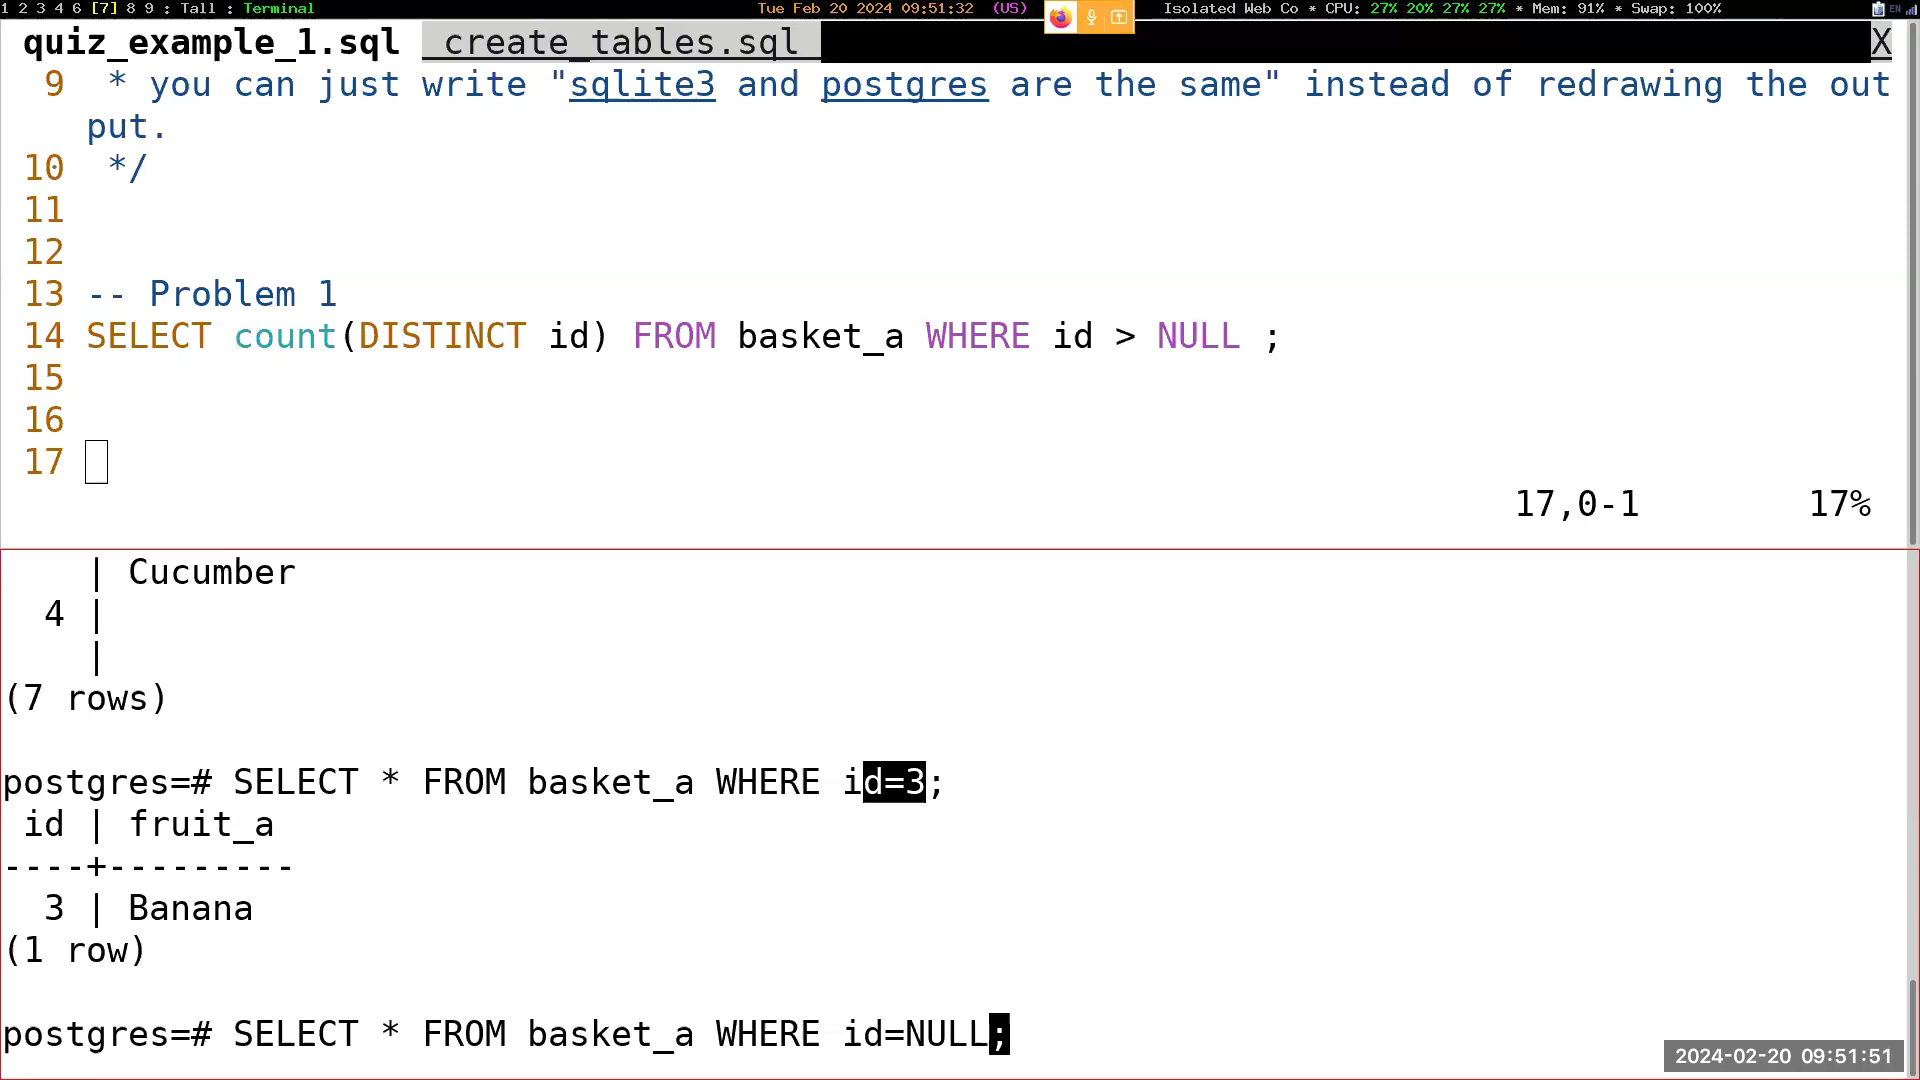 1 2 3 4 6 [7] 8 9 : Tall : Terminal
Tue Feb 20 2024 09:51:32 (US)
Isolated Web Co * CPU: 27% 20% 27% 27% * Mem: 91% * Swap: 100%
EN
quiz_example_1.sql create_tables.sql X
9 * you can just write "sqlite3 and postgres are the same" instead of redrawing the out
put.
10 */
11
12
13 -- Problem 1
14 SELECT count(DISTINCT id) FROM basket_a WHERE id > NULL ;
15
16
17
17,0-1 17%
| Cucumber
4 |
|
(7 rows)
postgres=# SELECT * FROM basket_a WHERE id=3;
id | fruit_a
----+---------
3 | Banana
(1 row)
postgres=# SELECT * FROM basket_a WHERE id=NULL;
2024-02-20 09:51:51